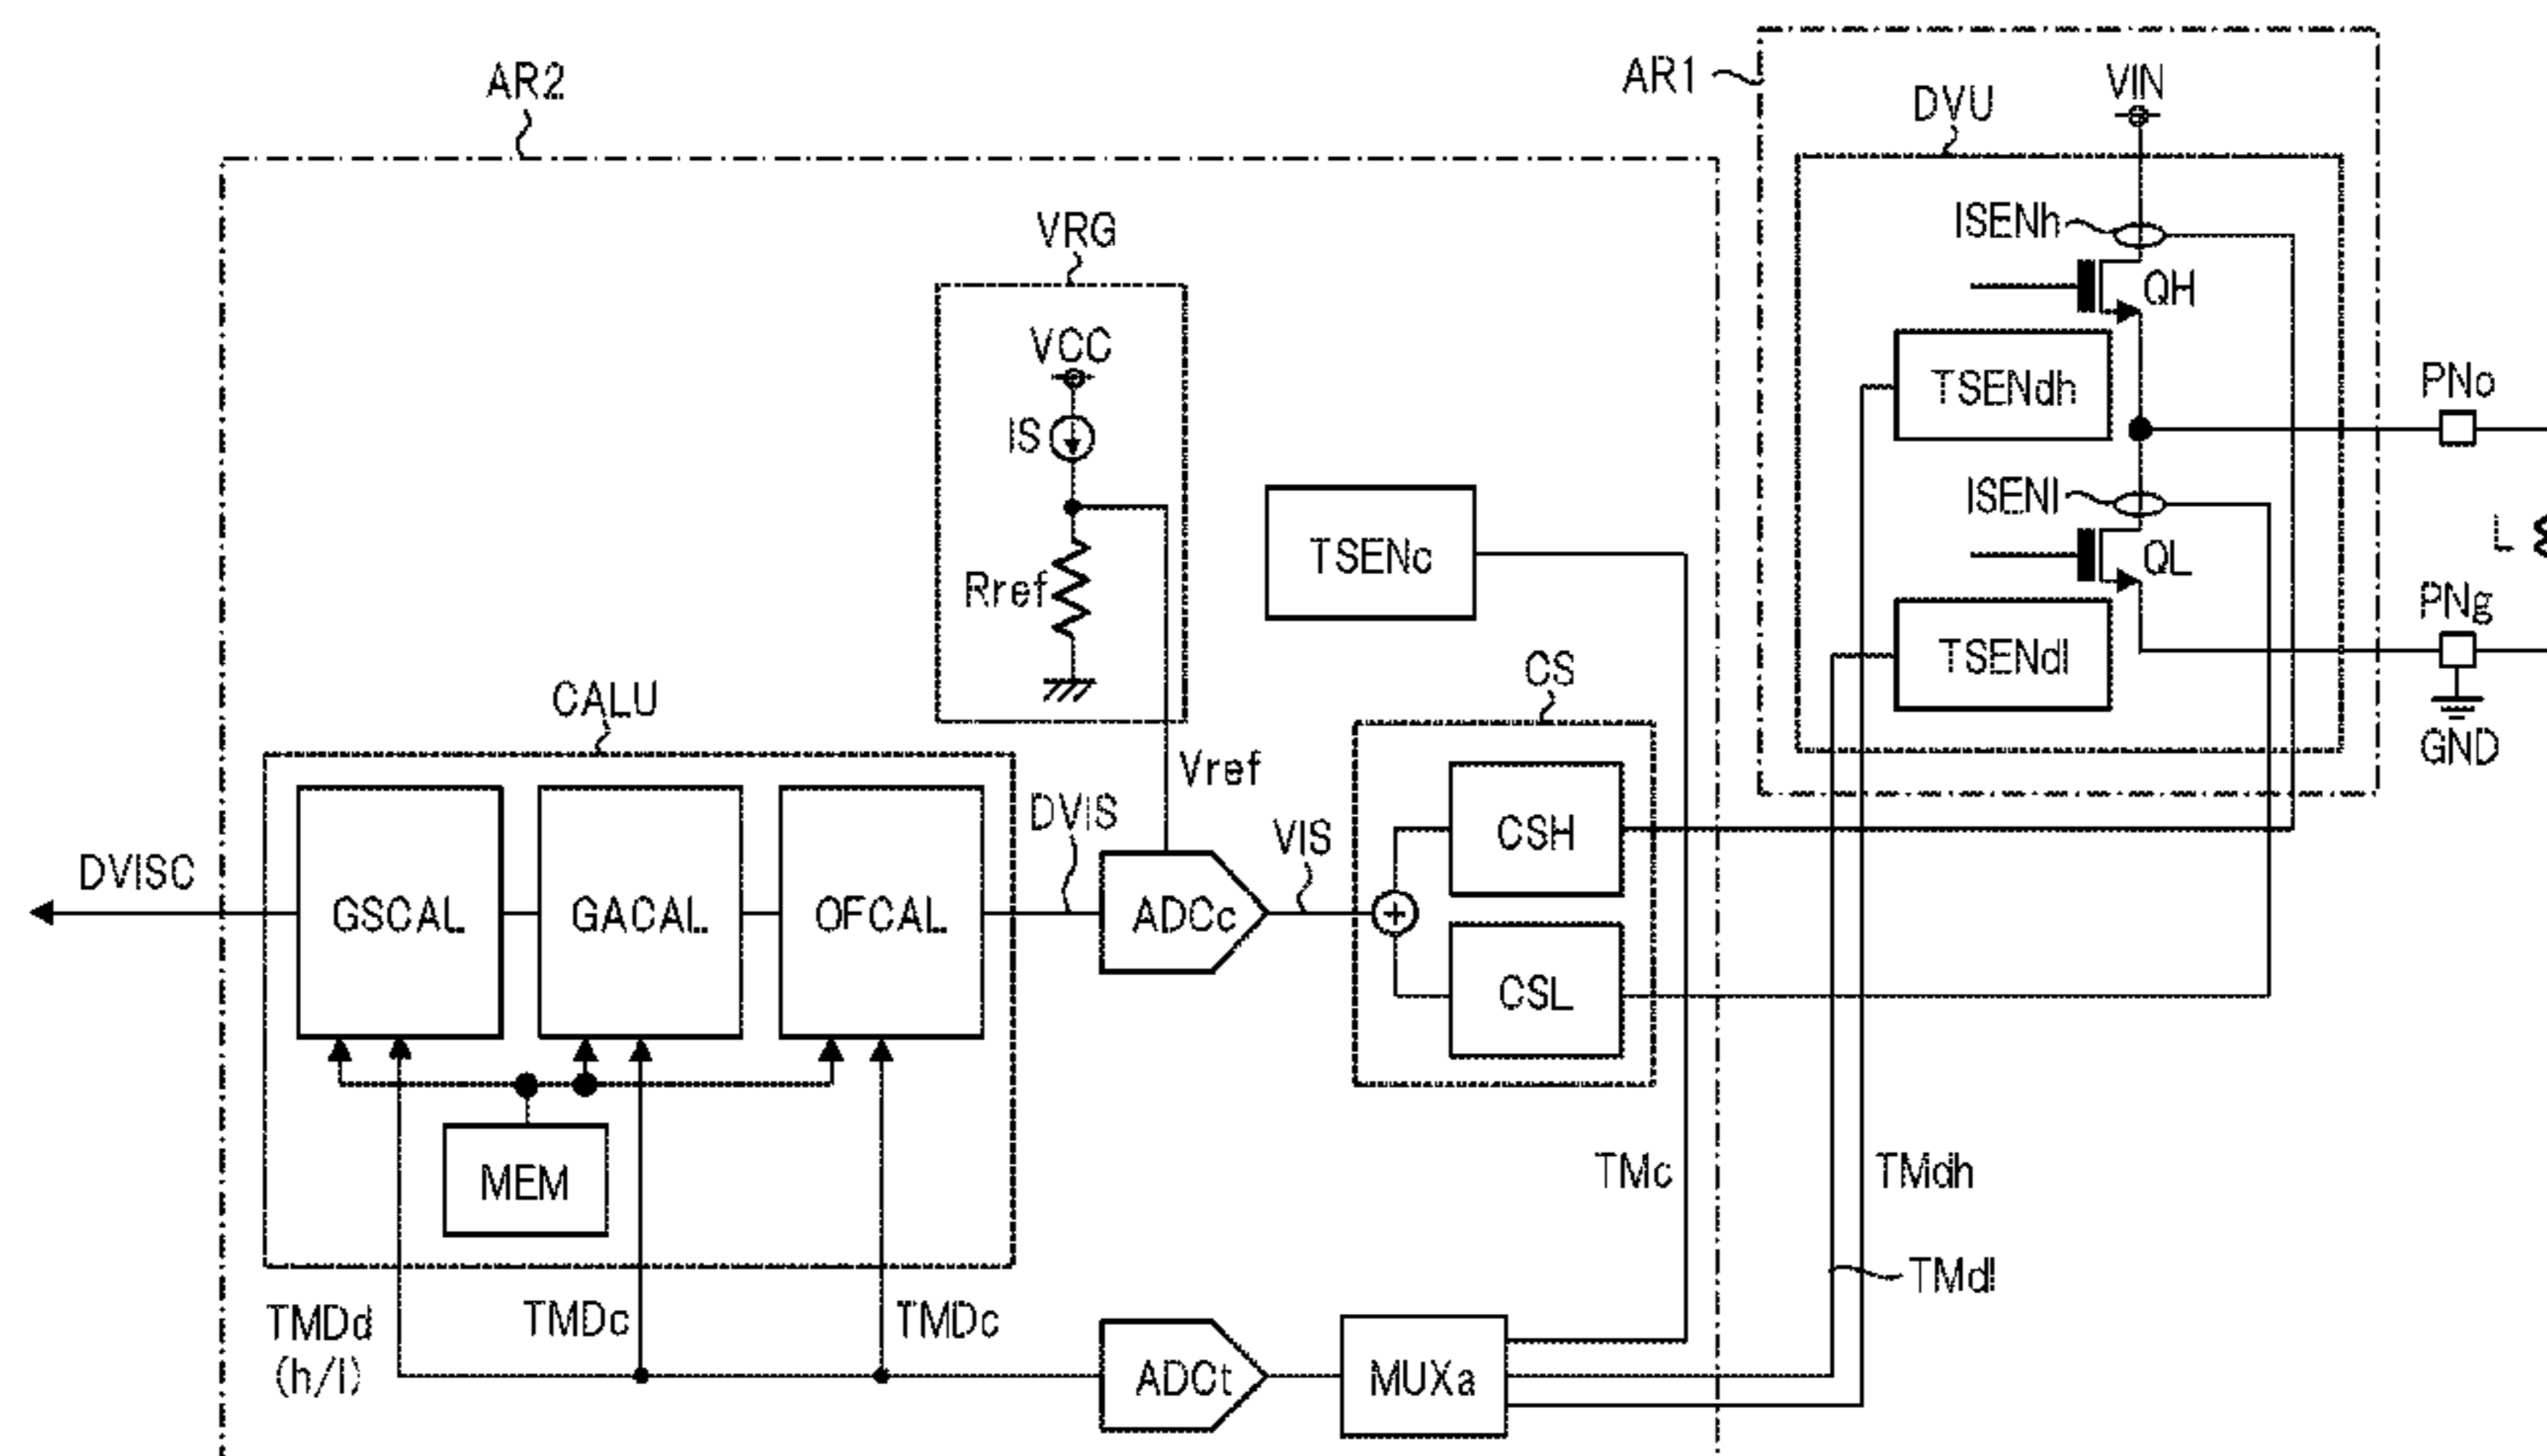 AR2
AR1
VIN
DVU
ISENh
VRG
QH
VCC
TSENdh
PNo
IS
ISENl
TSENc
QL
L
Rref
PNg
TSENdl
CS
CALU
GND
Vref
DVIS
VIS
CSH
DVISC
GSCAL
GACAL
OFCAL
ADCc
+
CSL
MEM
TMc
TMdh
TMdl
TMDd
(h/l)
TMDc
TMDc
ADCt
MUXa